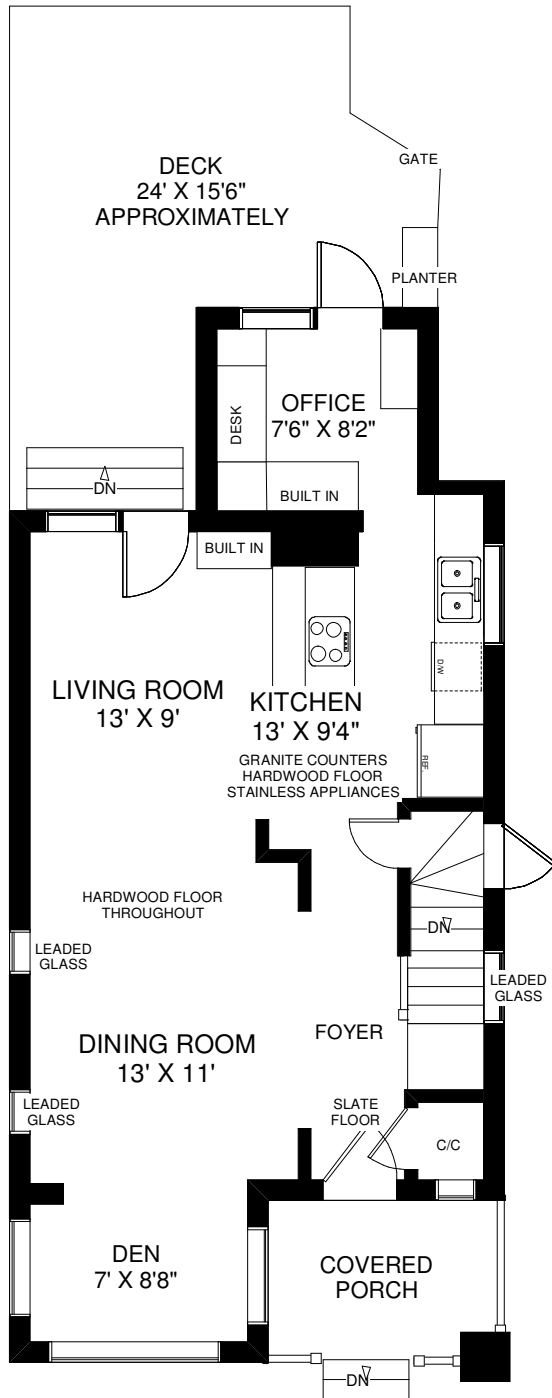 DECK
24' X 15'6"
APPROXIMATELY
GATE
PLANTER
OFFICE
7'6" X 8'2"
DESK
BUILT IN
DN
BUILT IN
LIVING ROOM
13' X 9'
KITCHEN
13' X 9'4"
GRANITE COUNTERS
HARDWOOD FLOOR
STAINLESS APPLIANCES
D/W
REF.
HARDWOOD FLOOR
THROUGHOUT
DN
LEADED
GLASS
LEADED
GLASS
FOYER
DINING ROOM
13' X 11'
LEADED
GLASS
SLATE
FLOOR
C/C
DEN
7' X 8'8"
COVERED
PORCH
DN